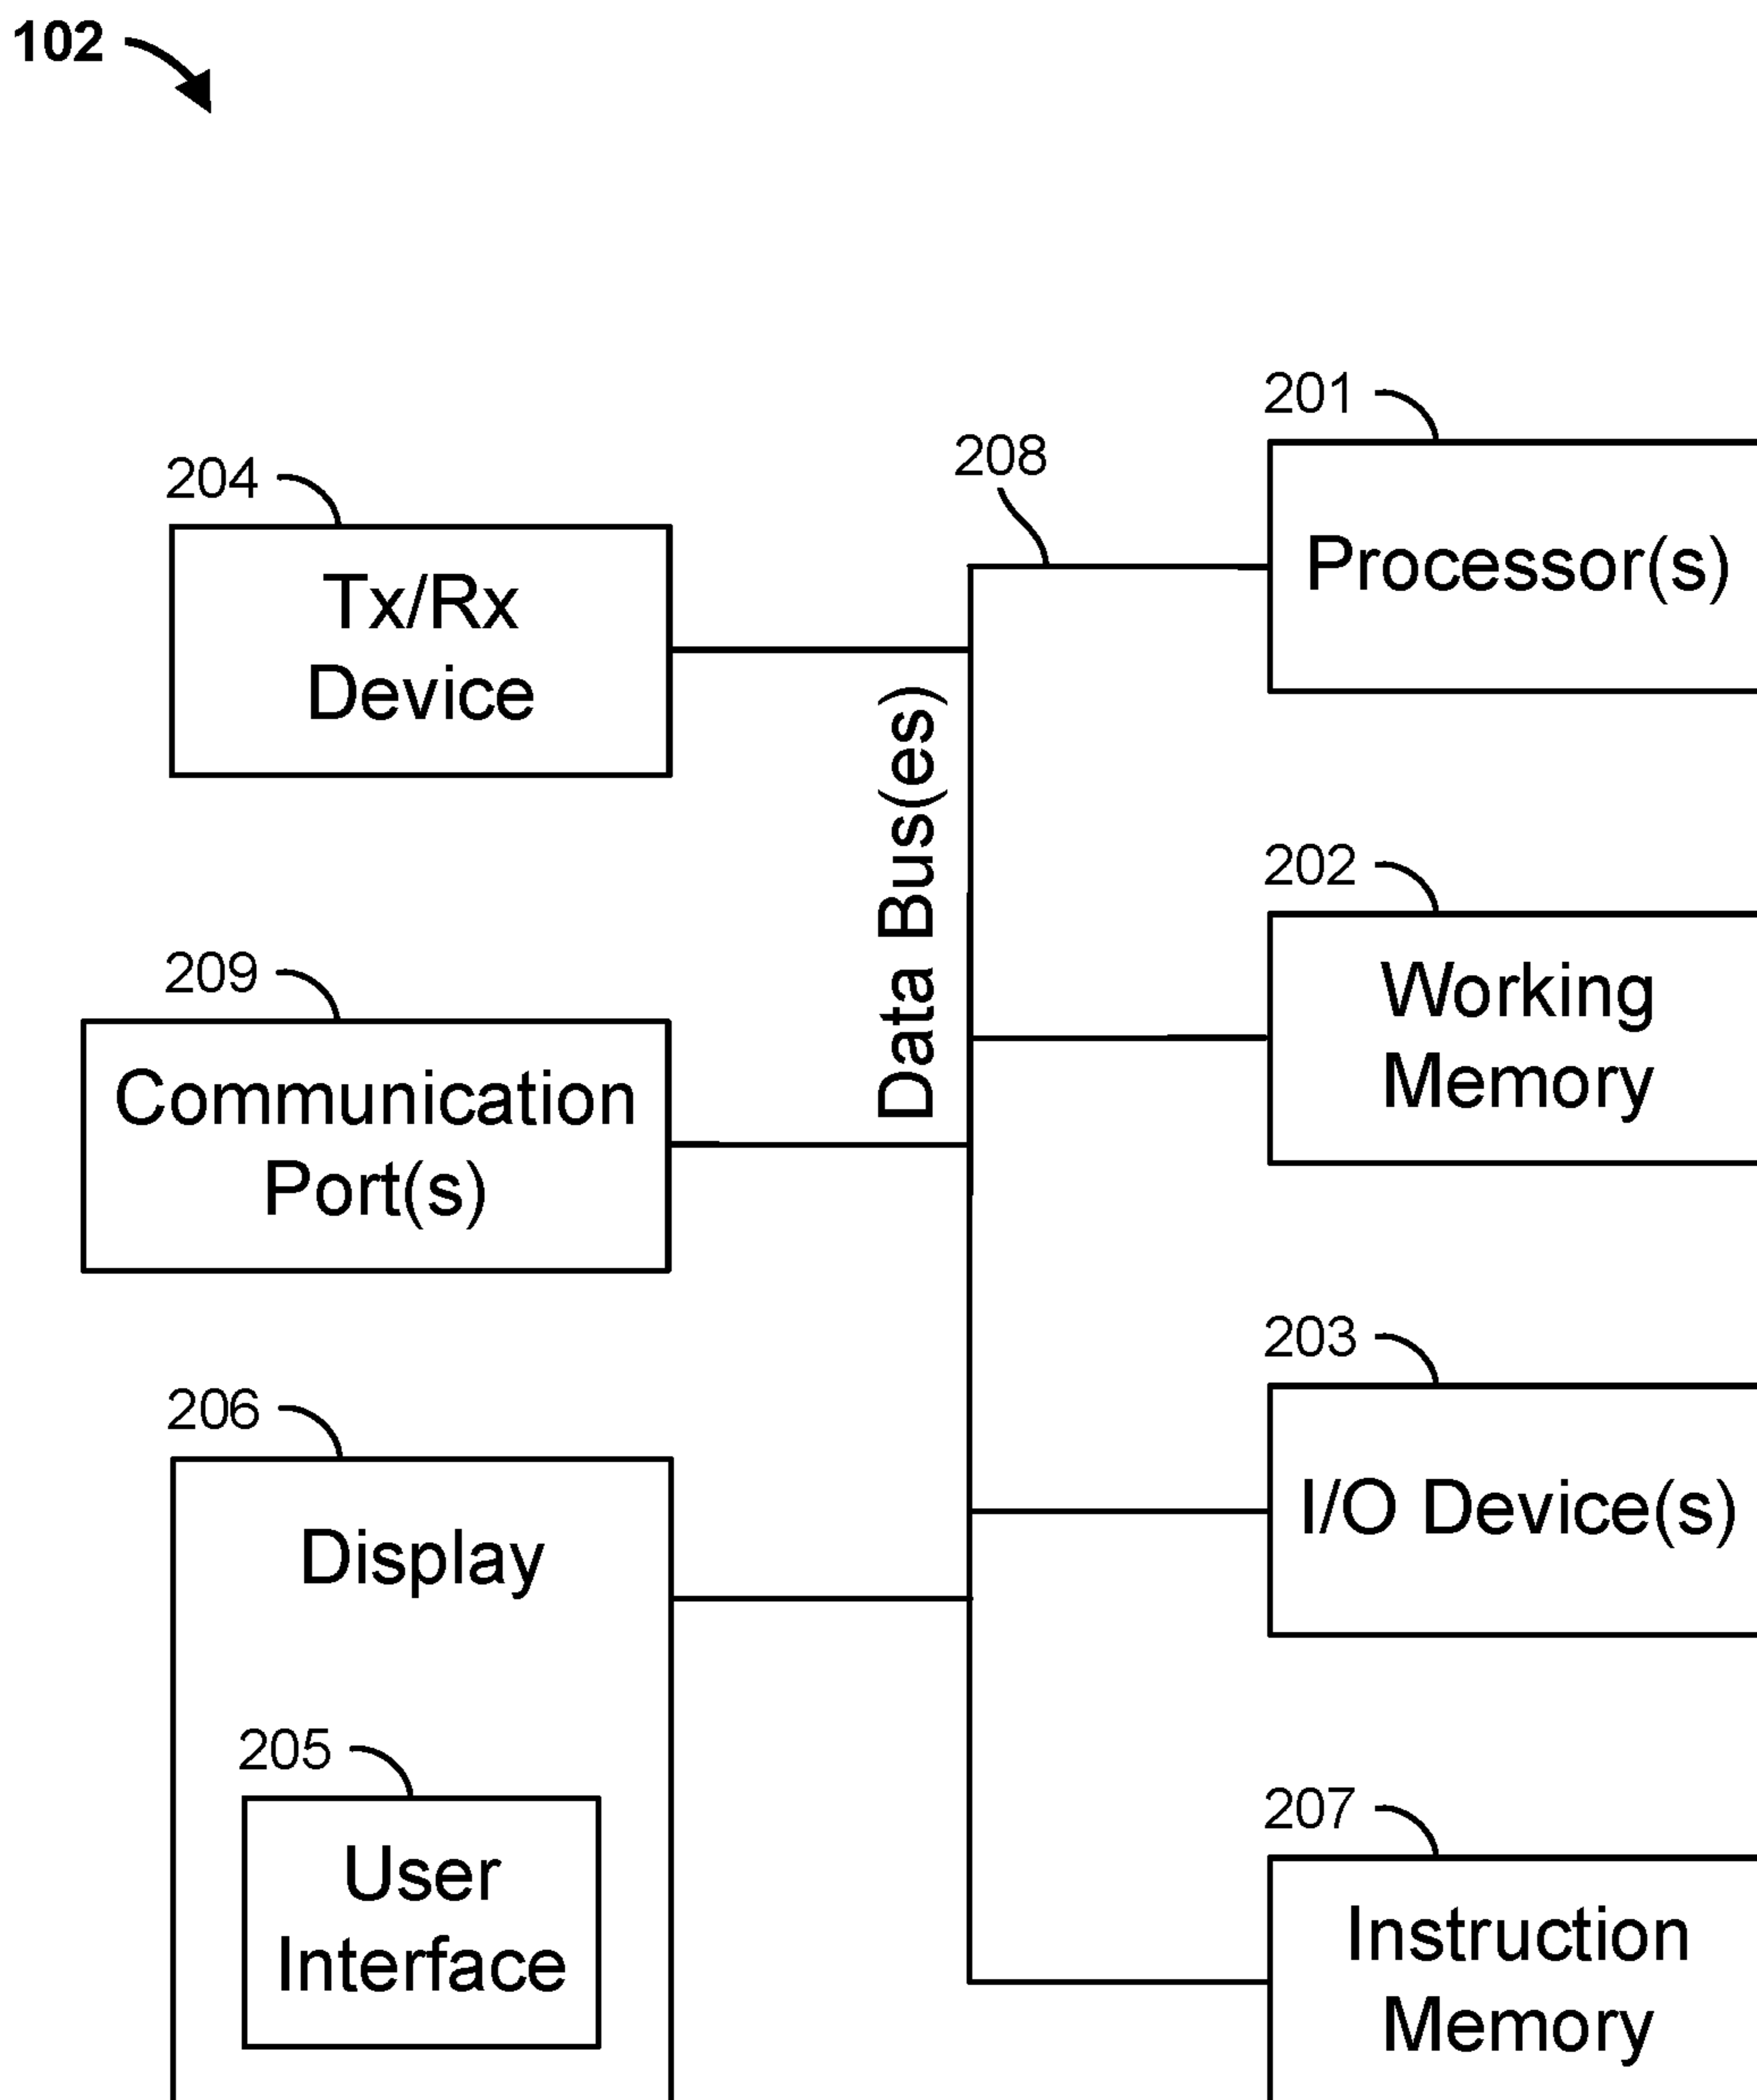 102
204
Tx/Rx
Device
209
Communication
Port(s)
206
Display
205
User
Interface
208
Data Bus(es)
201
Processor(s)
202
Working
Memory
203
I/O Device(s)
207
Instruction
Memory